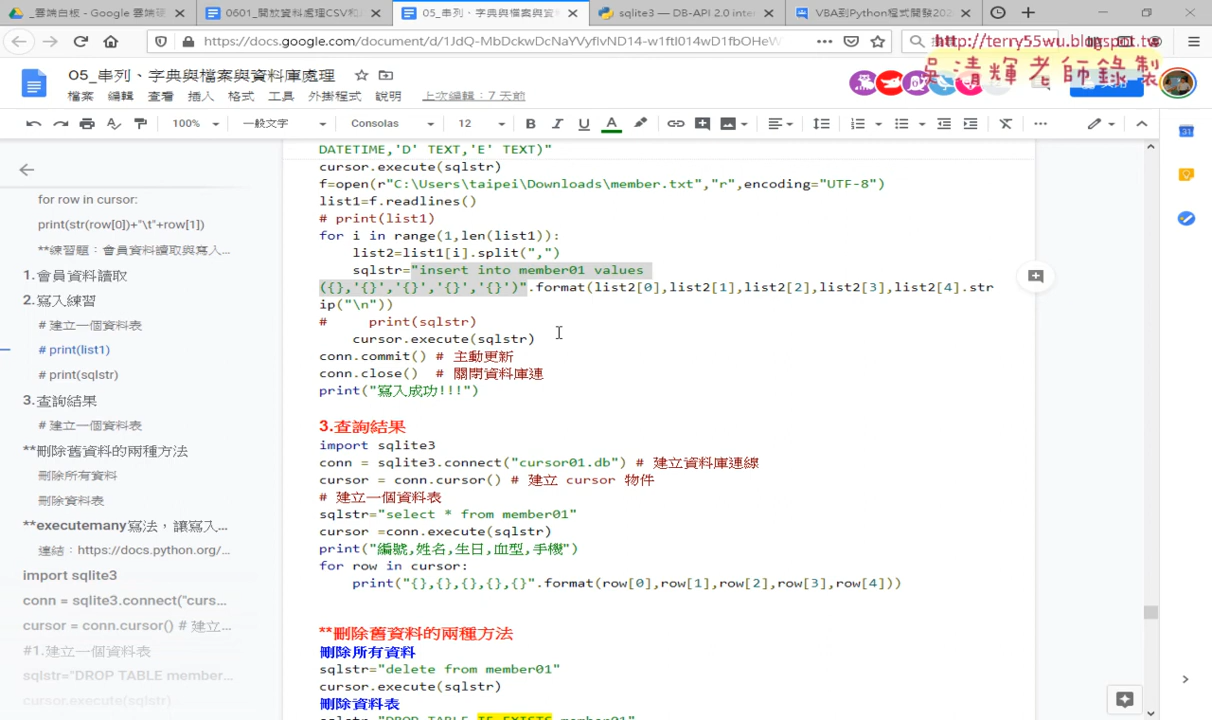 _雲端白板 - Google 雲端硬
0601_開放資料處理CSV和
05_串列、字典與檔案與資
sqlite3 — DB-API 2.0 inter
VBA到Python程式開發202
https://docs.google.com/document/d/1JdQ-MbDckwDcNaYVyfivND14-w1ftI014wD1fbOHeW
http://terry55wu.blogspot.tw
吳清輝老師錄製
05_串列、字典與檔案與資料庫處理
檔案 編輯 查看 插入 格式 工具 外掛程式 說明 上次編輯：7 天前
100% 一般文字 Consolas 12 B I U A
for row in cursor:
print(str(row[0])+"\t"+row[1])
**練習題：會員資料讀取與寫入...
1.會員資料讀取
2.寫入練習
# 建立一個資料表
# print(list1)
# print(sqlstr)
3.查詢結果
# 建立一個資料表
**刪除舊資料的兩種方法
刪除所有資料
刪除資料表
**executemany寫法，讓寫入...
連結：https://docs.python.org/...
import sqlite3
conn = sqlite3.connect("curs...
cursor = conn.cursor() # 建立...
#1.建立一個資料表
sqlstr="DROP TABLE member...
cursor.execute(sqlstr)
DATETIME,'D' TEXT,'E' TEXT)"
cursor.execute(sqlstr)
f=open(r"C:\Users\taipei\Downloads\member.txt","r",encoding="UTF-8")
list1=f.readlines()
# print(list1)
for i in range(1,len(list1)):
list2=list1[i].split(",")
sqlstr="insert into member01 values
({},'{}','{}','{}','{}')".format(list2[0],list2[1],list2[2],list2[3],list2[4].str
ip("\n"))
# print(sqlstr)
cursor.execute(sqlstr)
conn.commit() # 主動更新
conn.close() # 關閉資料庫連
print("寫入成功!!!")
3.查詢結果
import sqlite3
conn = sqlite3.connect("cursor01.db") # 建立資料庫連線
cursor = conn.cursor() # 建立 cursor 物件
# 建立一個資料表
sqlstr="select * from member01"
cursor =conn.execute(sqlstr)
print("編號,姓名,生日,血型,手機")
for row in cursor:
print("{},{},{},{},{}".format(row[0],row[1],row[2],row[3],row[4]))
**刪除舊資料的兩種方法
刪除所有資料
sqlstr="delete from member01"
cursor.execute(sqlstr)
刪除資料表
sqlstr="DROP TABLE IF EXISTS member01"